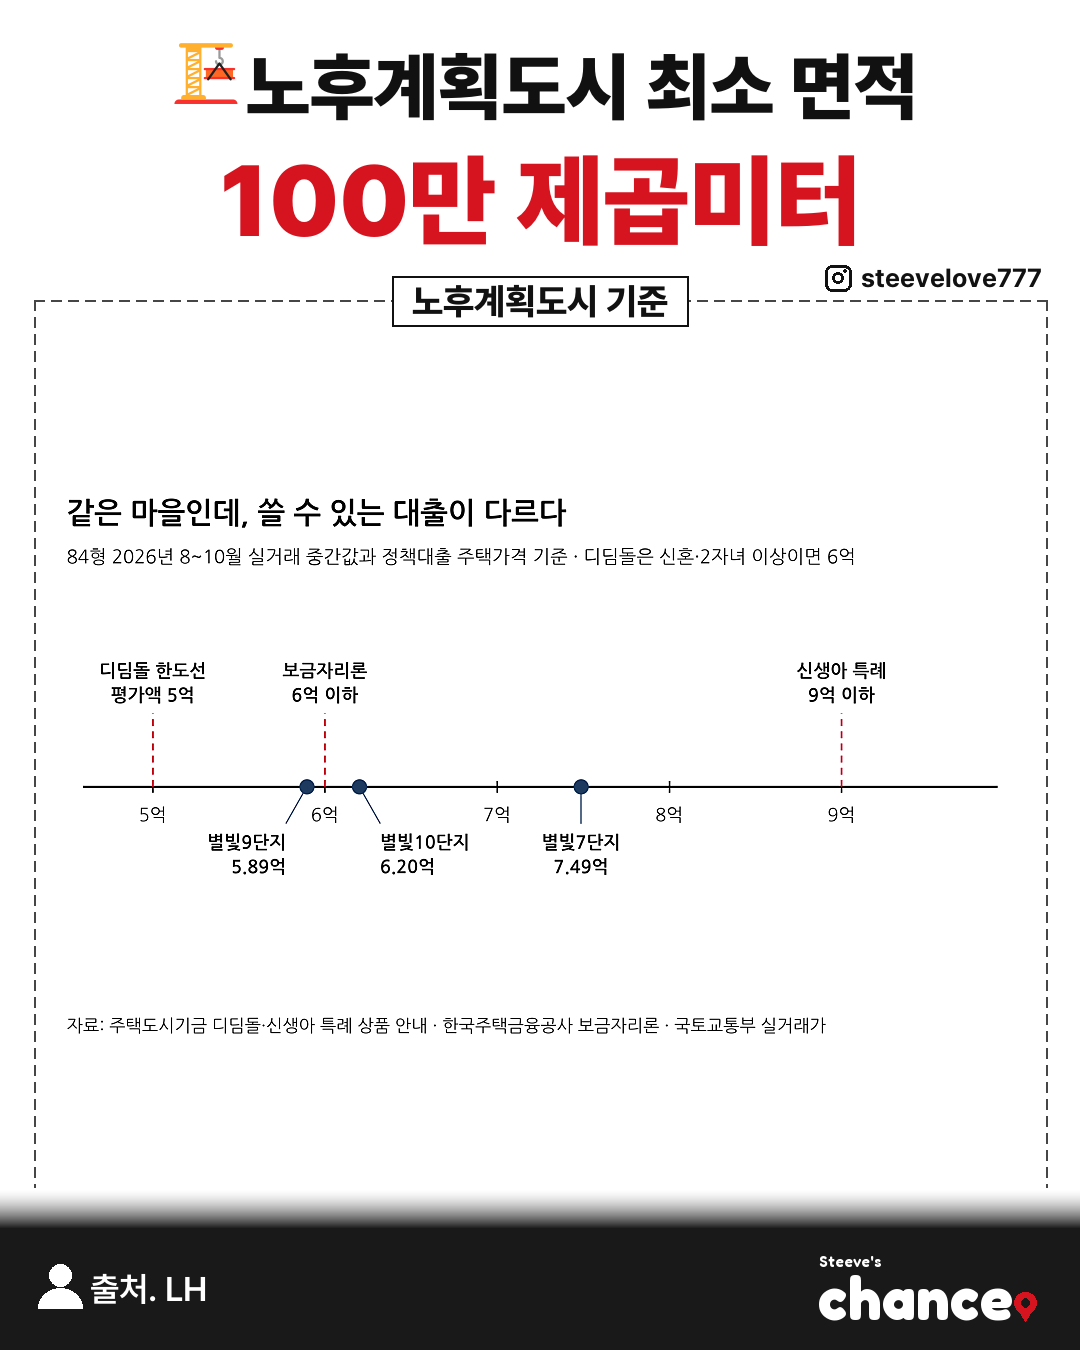 노후계획도시 최소 면적
100만 제곱미터
steevelove777
노후계획도시 기준
같은 마을인데, 쓸 수 있는 대출이 다르다
84형 2026년 8~10월 실거래 중간값과 정책대출 주택가격 기준 · 디딤돌은 신혼·2자녀 이상이면 6억
디딤돌 한도선
평가액 5억
보금자리론
6억 이하
신생아 특례
9억 이하
5억
6억
7억
8억
9억
별빛9단지
5.89억
별빛10단지
6.20억
별빛7단지
7.49억
자료: 주택도시기금 디딤돌·신생아 특례 상품 안내 · 한국주택금융공사 보금자리론 · 국토교통부 실거래가
출처. LH
Steeve's
chance